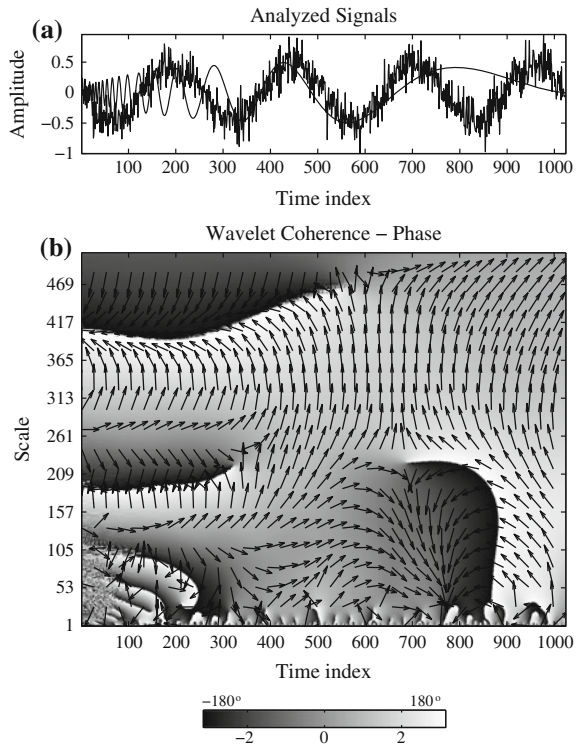 Analyzed Signals
(a)
Amplitude
0.5
0
−0.5
−1
100 200 300 400 500 600 700 800 900 1000
Time index
(b)
Wavelet Coherence − Phase
Scale
469
417
365
313
261
209
157
105
53
1
100 200 300 400 500 600 700 800 900 1000
Time index
−180° 180°
−2 0 2